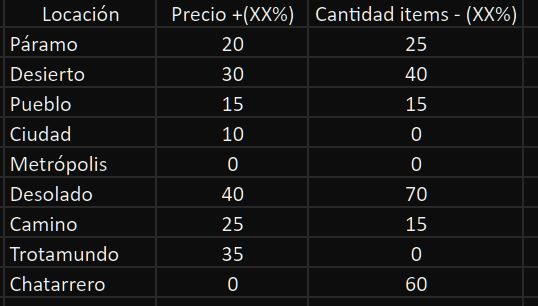 Locación Precio +(XX%) Cantidad items - (XX%)
Páramo 20 25
Desierto 30 40
Pueblo 15 15
Ciudad 10 0
Metrópolis 0 0
Desolado 40 70
Camino 25 15
Trotamundo 35 0
Chatarrero 0 60